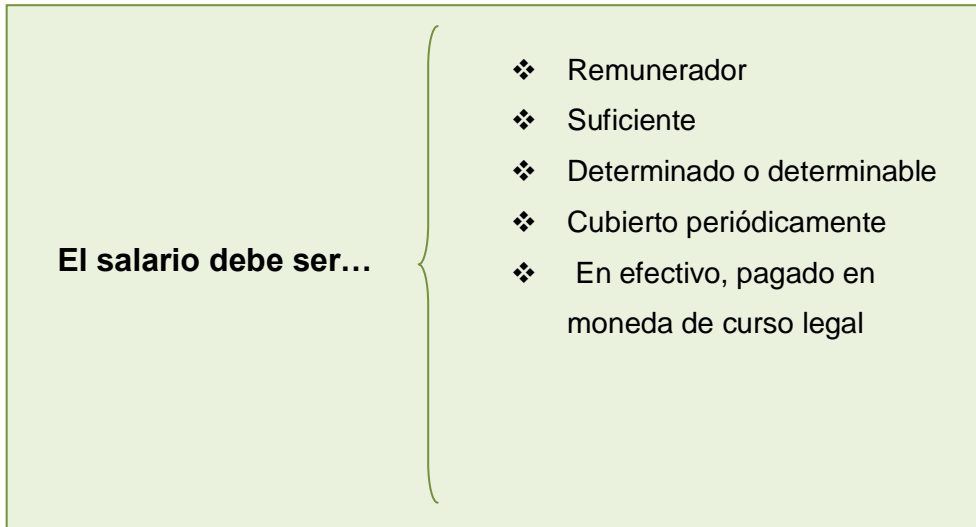 El salario debe ser…
❖ Remunerador
❖ Suficiente
❖ Determinado o determinable
❖ Cubierto periódicamente
❖ En efectivo, pagado en
moneda de curso legal